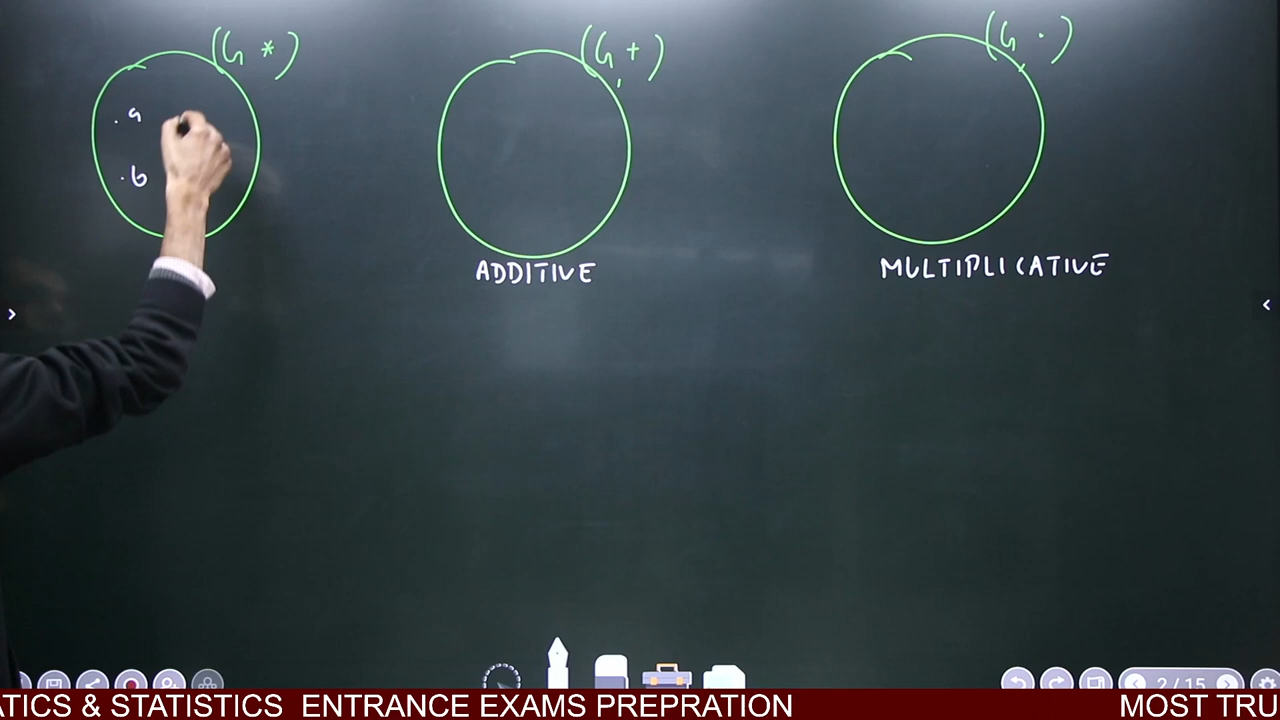 (G *)
(G, +)
(G, ·)
. a
. b
ADDITIVE
MULTIPLICATIVE
2/15
ATICS & STATISTICS ENTRANCE EXAMS PREPRATION
MOST TRU